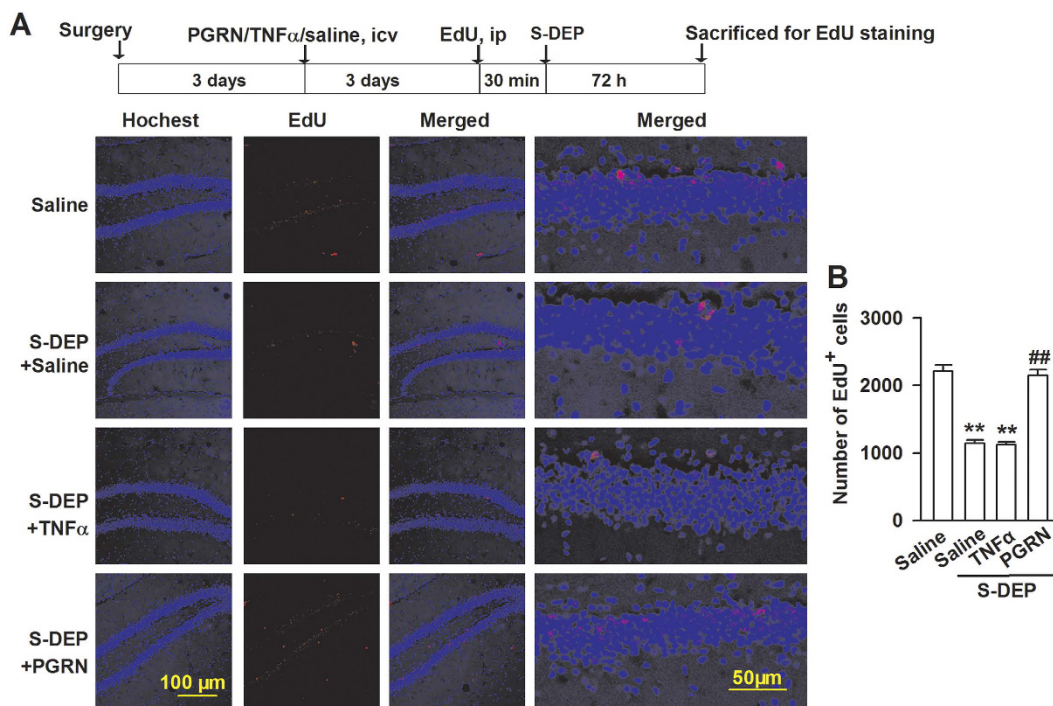 A
Surgery
PGRN/TNFα/saline, icv
EdU, ip
S-DEP
Sacrificed for EdU staining
3 days
3 days
30 min
72 h
Hochest
EdU
Merged
Merged
Saline
S-DEP
+Saline
S-DEP
+TNFα
S-DEP
+PGRN
100 µm
50µm
B
Number of EdU⁺ cells
3000
2000
1000
0
**
**
##
Saline
Saline
TNFα
PGRN
S-DEP